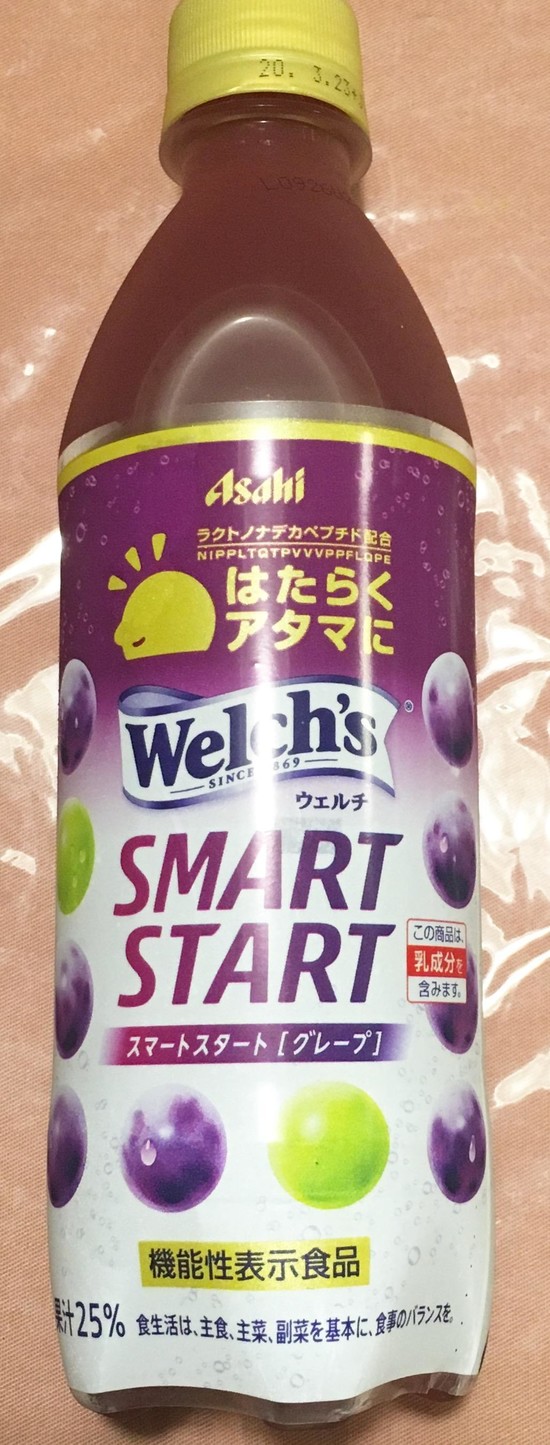 20. 3.23
Asahi
ラクトノナデカペプチド配合
NIPPLTQTPVVVPPFLQPE
はたらく
アタマに
Welch's®
SINCE 1869
ウェルチ
SMART
START
この商品は、
乳成分を
含みます。
スマートスタート[グレープ]
機能性表示食品
果汁25%
食生活は、主食、主菜、副菜を基本に、食事のバランスを。